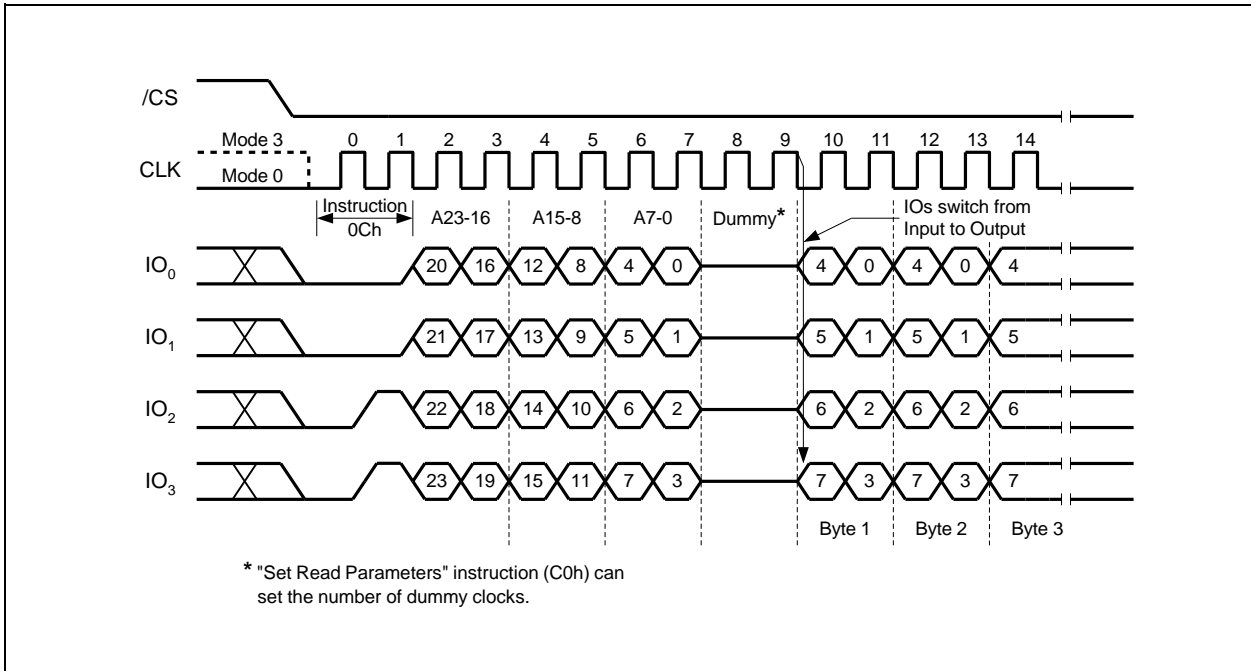 /CS
Mode 3 0 1 2 3 4 5 6 7 8 9 10 11 12 13 14
CLK Mode 0
Instruction
0Ch
A23-16 A15-8 A7-0 Dummy*
IOs switch from
Input to Output
IO0 20 16 12 8 4 0 4 0 4 0 4
IO1 21 17 13 9 5 1 5 1 5 1 5
IO2 22 18 14 10 6 2 6 2 6 2 6
IO3 23 19 15 11 7 3 7 3 7 3 7
Byte 1 Byte 2 Byte 3
* "Set Read Parameters" instruction (C0h) can
set the number of dummy clocks.